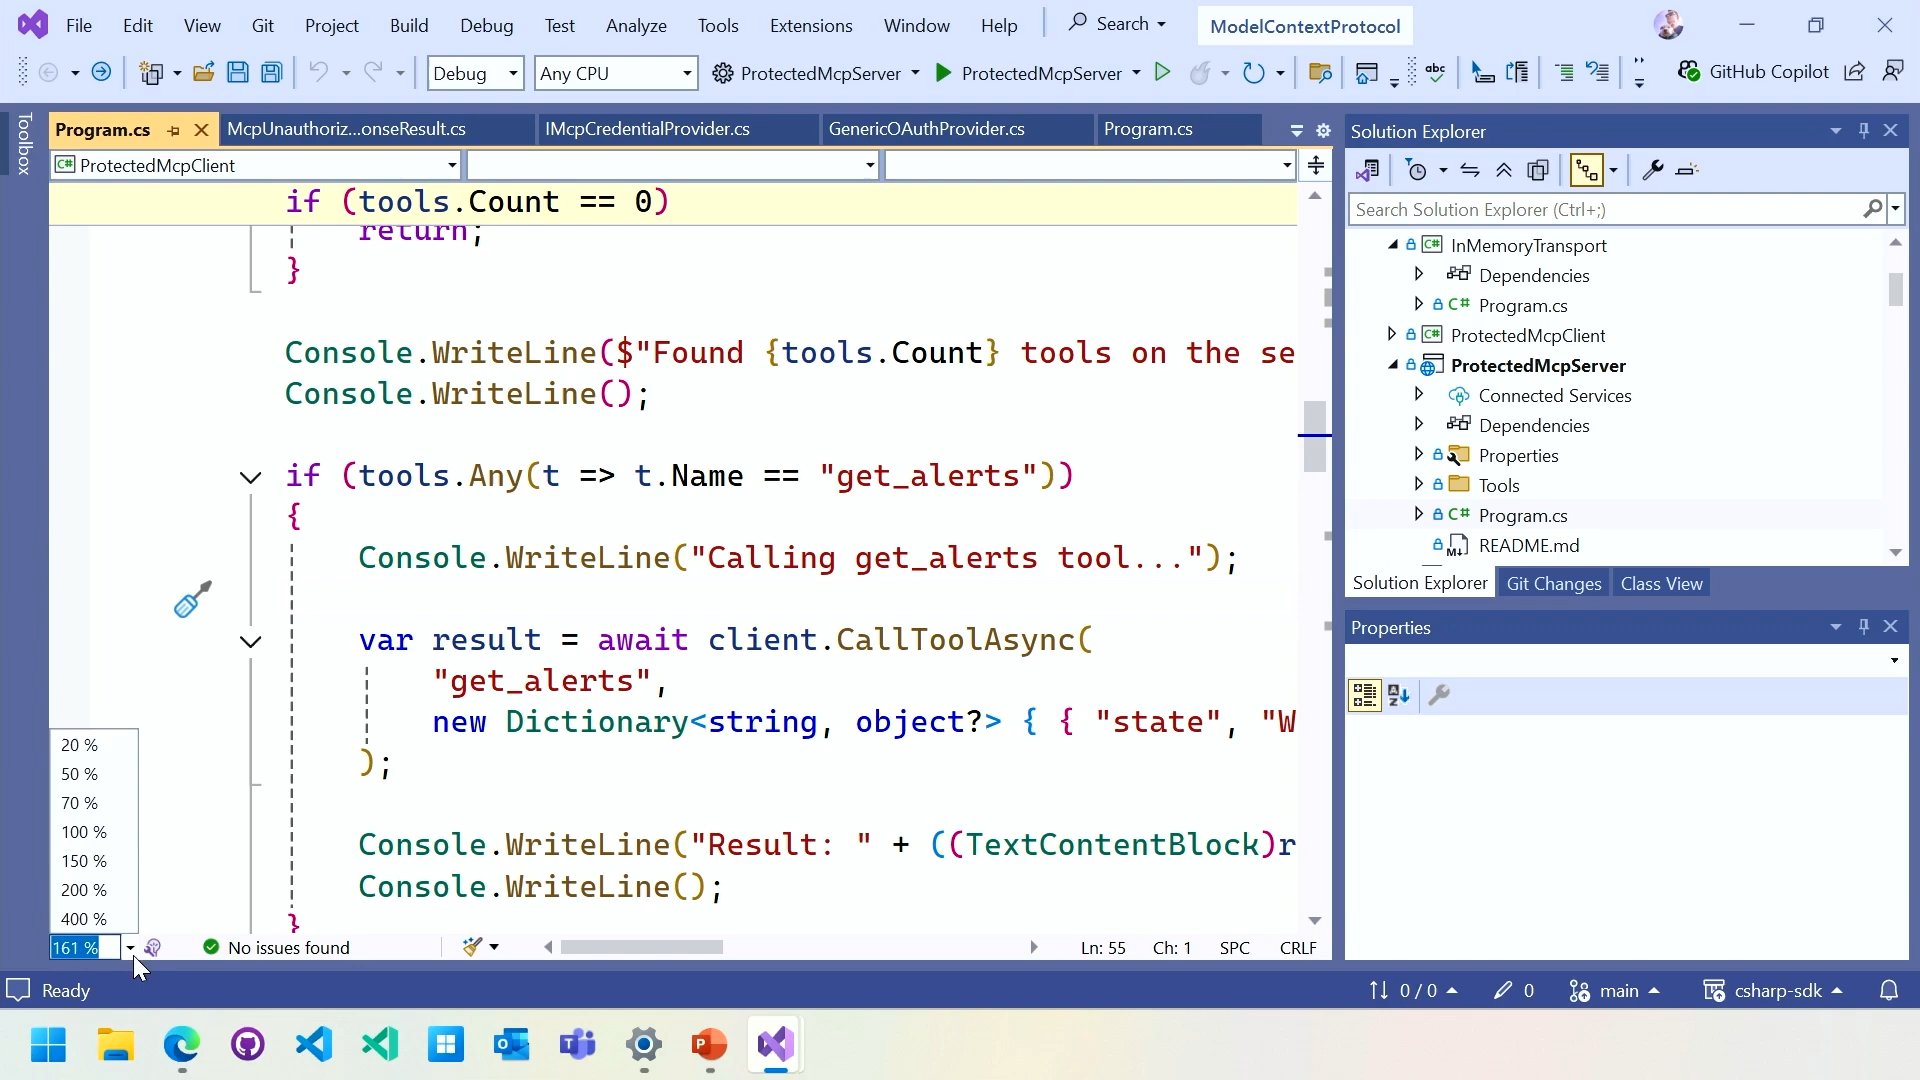 File Edit View Git Project Build Debug Test Analyze Tools Extensions Window Help Search ModelContextProtocol
Debug Any CPU ProtectedMcpServer ProtectedMcpServer abc GitHub Copilot
Toolbox
Program.cs McpUnauthoriz...onseResult.cs IMcpCredentialProvider.cs GenericOAuthProvider.cs Program.cs
C# ProtectedMcpClient
if (tools.Count == 0)
return;
}
Console.WriteLine($"Found {tools.Count} tools on the se
Console.WriteLine();
if (tools.Any(t => t.Name == "get_alerts"))
{
Console.WriteLine("Calling get_alerts tool...");
var result = await client.CallToolAsync(
"get_alerts",
new Dictionary<string, object?> { { "state", "W
);
Console.WriteLine("Result: " + ((TextContentBlock)r
Console.WriteLine();
}
20 %
50 %
70 %
100 %
150 %
200 %
400 %
161 % No issues found Ln: 55 Ch: 1 SPC CRLF
Solution Explorer
Search Solution Explorer (Ctrl+;)
C# InMemoryTransport
Dependencies
C# Program.cs
C# ProtectedMcpClient
ProtectedMcpServer
Connected Services
Dependencies
Properties
Tools
C# Program.cs
M README.md
Solution Explorer Git Changes Class View
Properties
Ready 0 / 0 0 main csharp-sdk